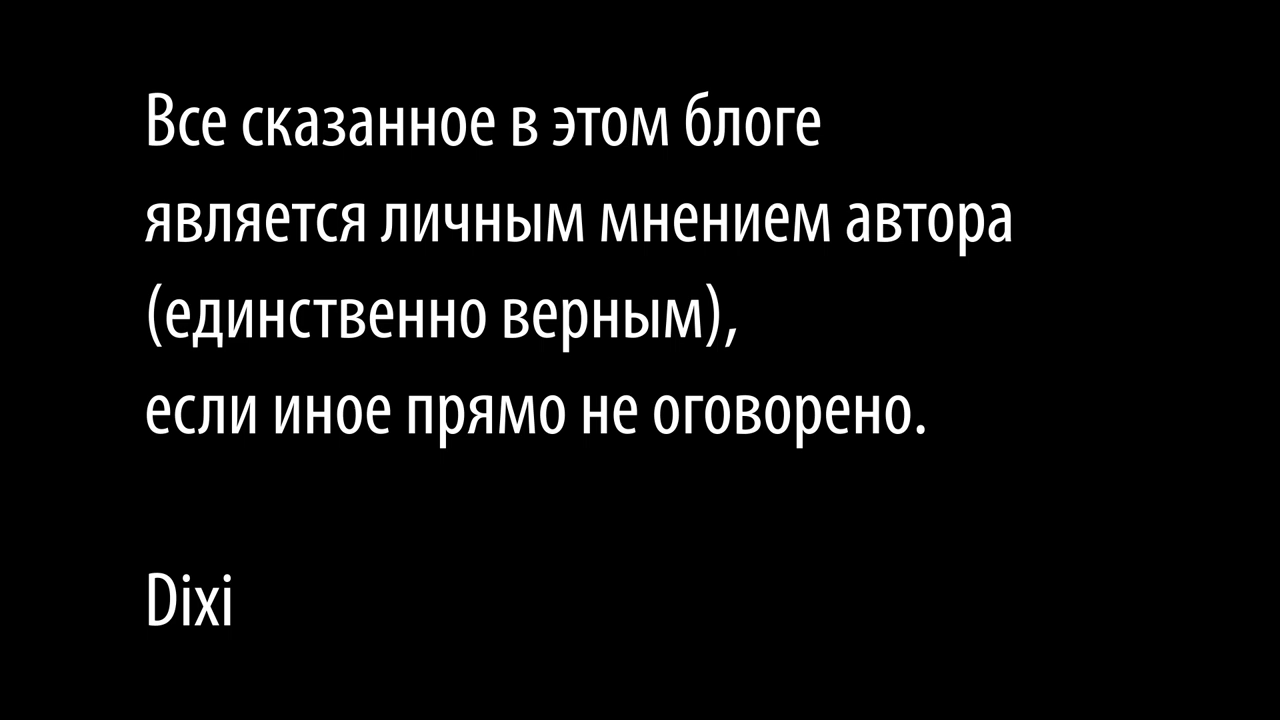 Все сказанное в этом блоге
является личным мнением автора
(единственно верным),
если иное прямо не оговорено.
Dixi